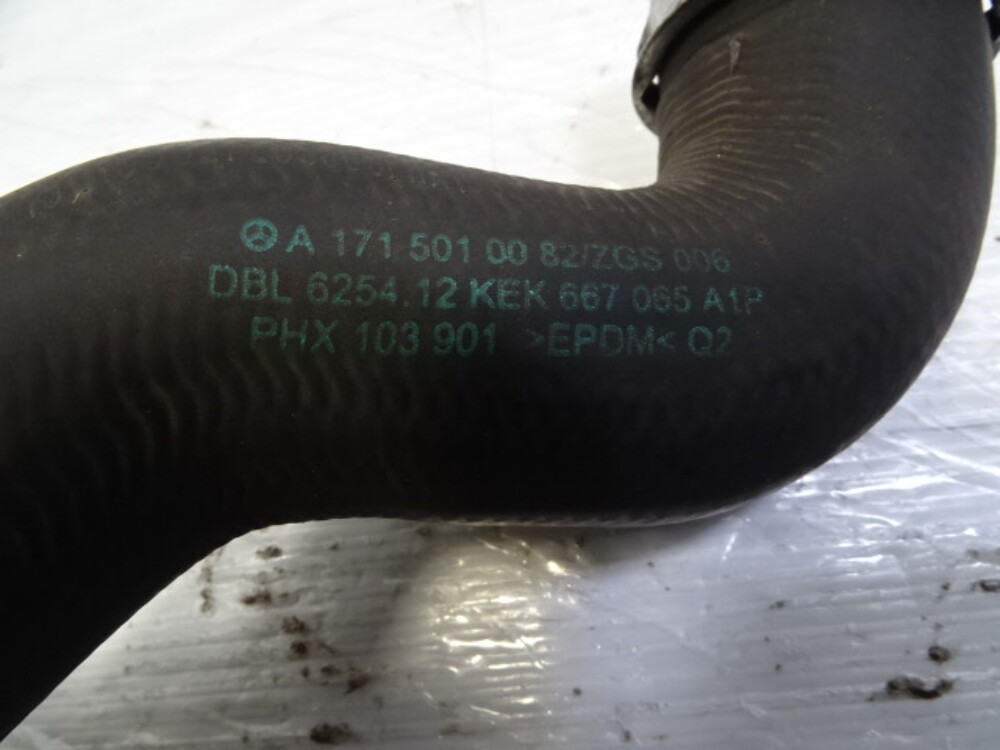 A 171 501 00 82/ZGS 006
DBL 6254.12 KEK 667 065 A1P
PHX 103 901 >EPDM< Q2